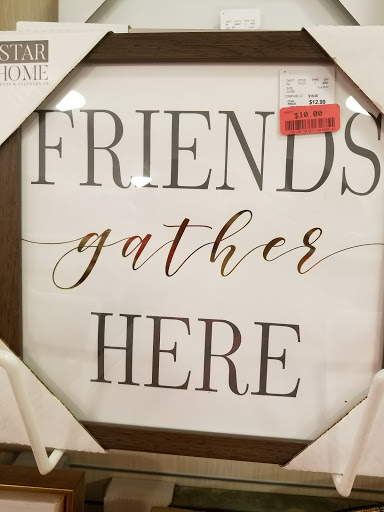 STAR
HOME
FRIENDS
gather
HERE
$12.99
$10.00